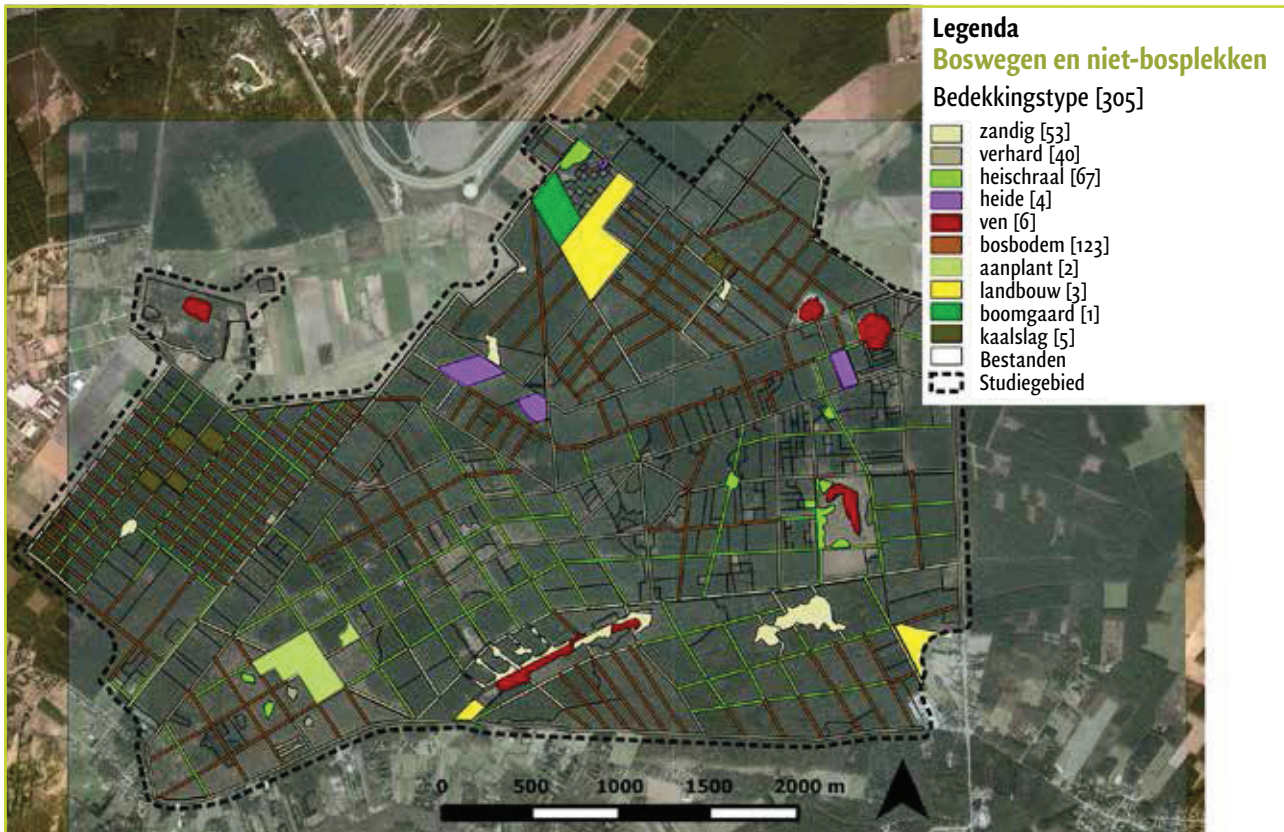 Legenda
Boswegen en niet-bosplekken
Bedekkingstype [305]
zandig [53]
verhard [40]
heischraal [67]
heide [4]
ven [6]
bosbodem [123]
aanplant [2]
landbouw [3]
boomgaard [1]
kaalslag [5]
Bestanden
Studiegebied
0 500 1000 1500 2000 m